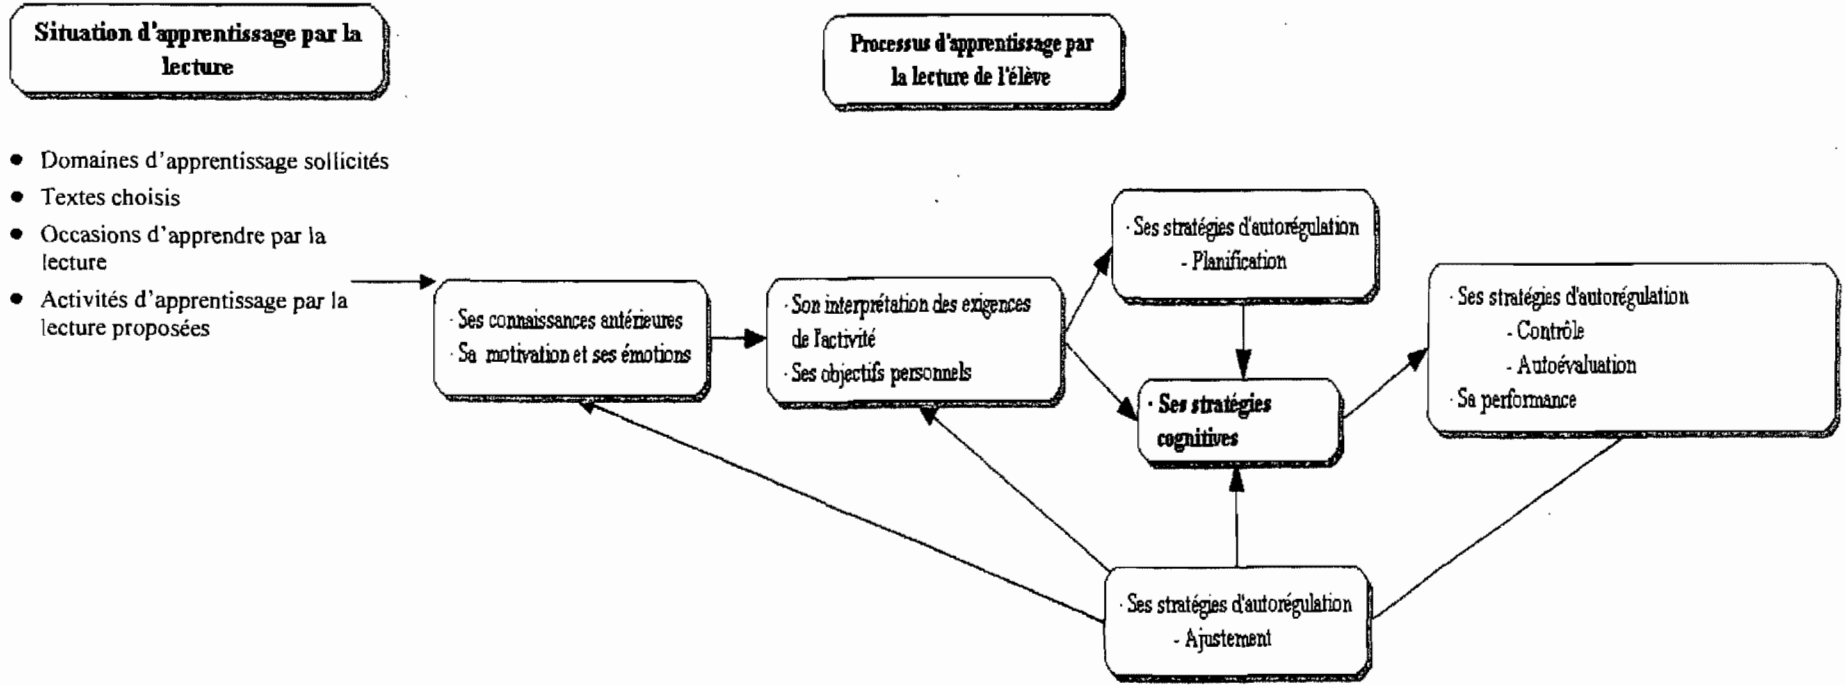 Situation d'apprentissage par la
lecture
Processus d'apprentissage par
la lecture de l'élève
• Domaines d'apprentissage sollicités
• Textes choisis
• Occasions d'apprendre par la
lecture
• Activités d'apprentissage par la
lecture proposées
· Ses connaissances antérieures
· Sa motivation et ses émotions
· Son interprétation des exigences
de l'activité
· Ses objectifs personnels
· Ses stratégies d'autorégulation
- Planification
· Ses stratégies
cognitives
· Ses stratégies d'autorégulation
- Contrôle
- Autoévaluation
· Sa performance
· Ses stratégies d'autorégulation
- Ajustement